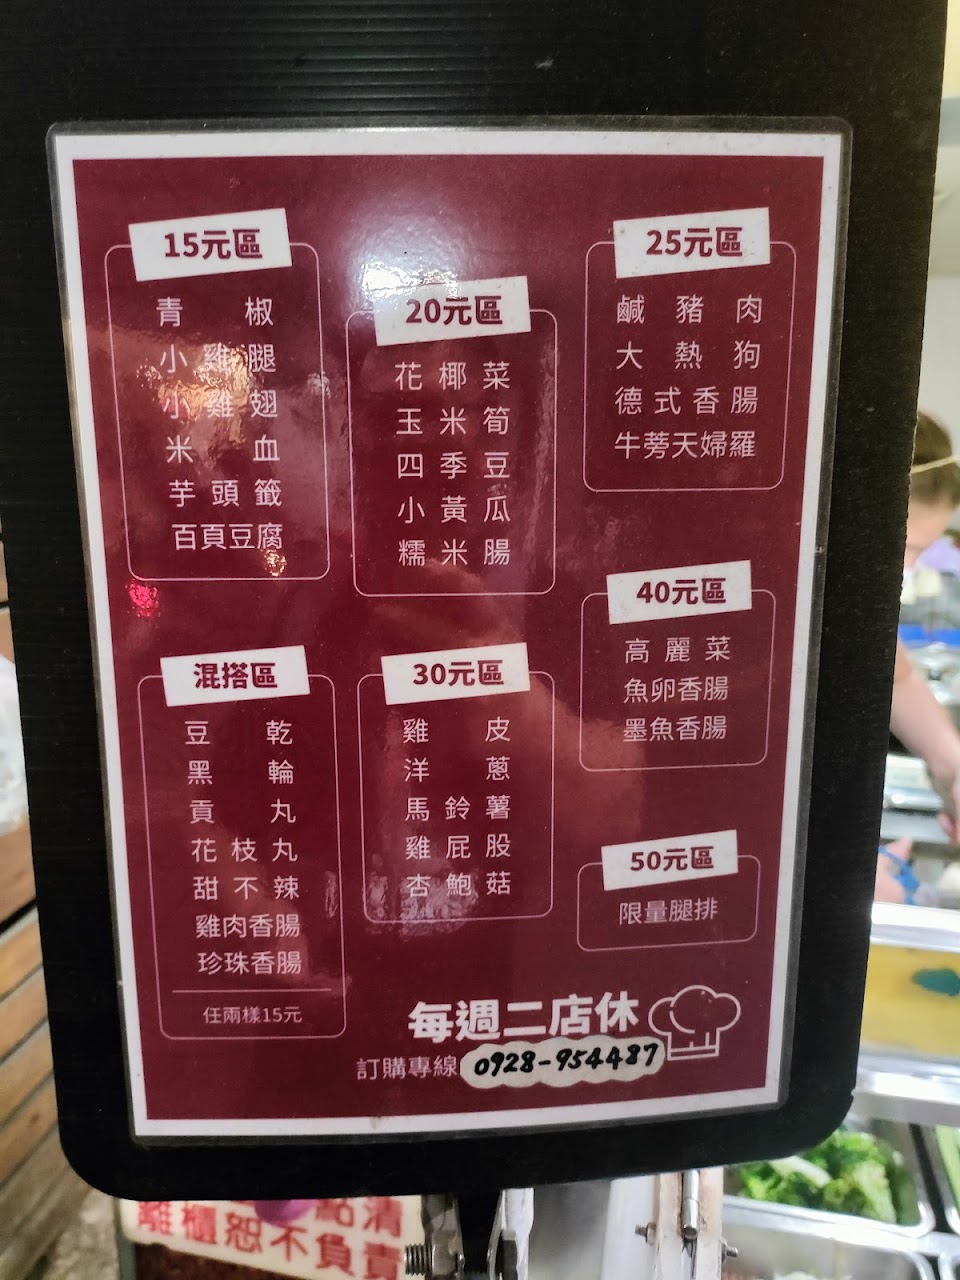 15元區
青椒
小雞腿
小雞翅
米血
芋頭籤
百頁豆腐
20元區
花椰菜
玉米筍
四季豆
小黃瓜
糯米腸
25元區
鹹豬肉
大熱狗
德式香腸
牛蒡天婦羅
混搭區
豆乾
黑輪
貢丸
花枝丸
甜不辣
雞肉香腸
珍珠香腸
任兩樣15元
30元區
雞皮
洋蔥
馬鈴薯
雞屁股
杏鮑菇
40元區
高麗菜
魚卵香腸
墨魚香腸
50元區
限量腿排
每週二店休
訂購專線 0928-954487
點清
離櫃恕不負責